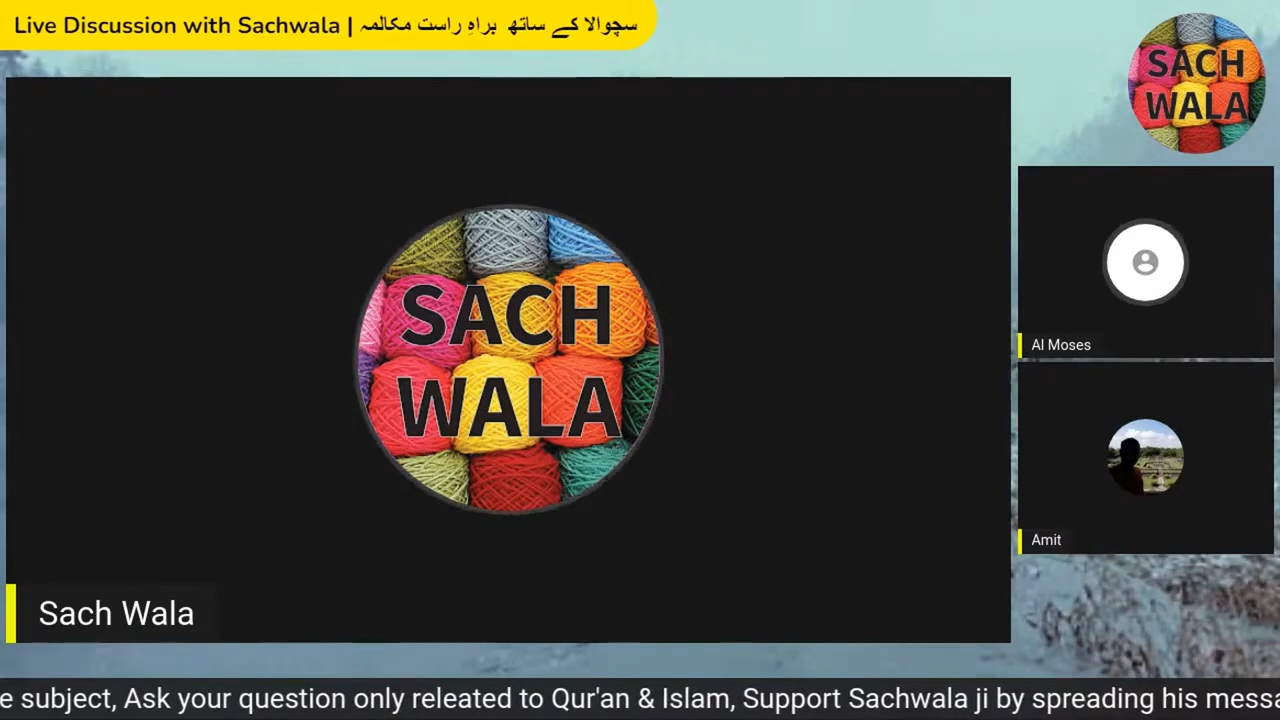 Live Discussion with Sachwala | سچوالا کے ساتھ براہِ راست مکالمہ
SACH
WALA
SACH
WALA
Al Moses
Amit
Sach Wala
e subject, Ask your question only releated to Qur'an & Islam, Support Sachwala ji by spreading his messa